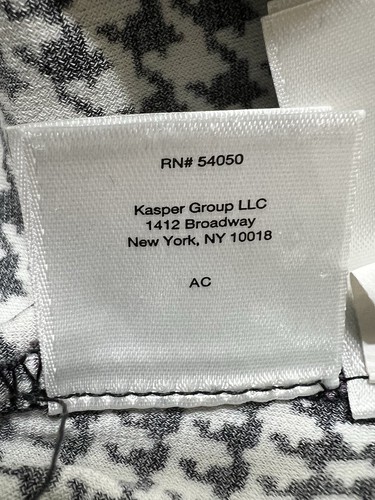 RN# 54050
Kasper Group LLC
1412 Broadway
New York, NY 10018
AC